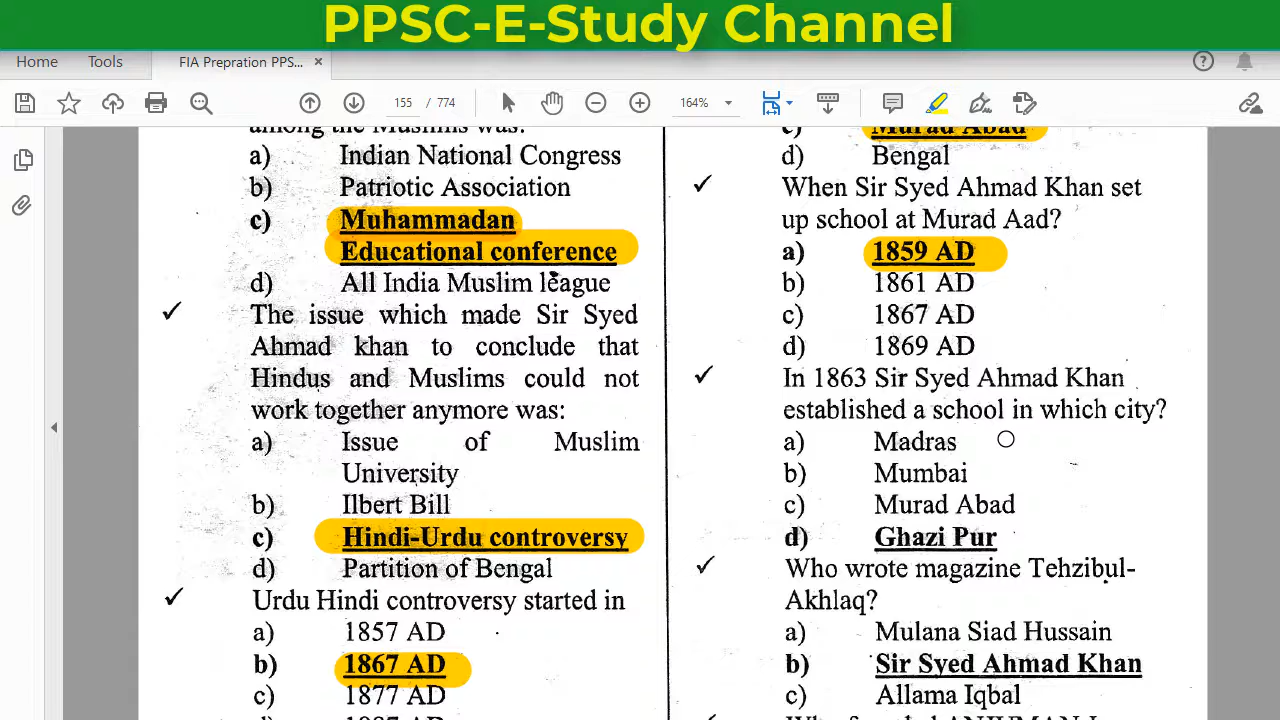 PPSC-E-Study Channel
Home
Tools
FIA Prepration PPS...
155 / 774
164%
among the Muslims was:
a) Indian National Congress
b) Patriotic Association
c) Muhammadan
Educational conference
d) All India Muslim league
The issue which made Sir Syed
Ahmad khan to conclude that
Hindus and Muslims could not
work together anymore was:
a) Issue of Muslim
University
b) Ilbert Bill
c) Hindi-Urdu controversy
d) Partition of Bengal
Urdu Hindi controversy started in
a) 1857 AD
b) 1867 AD
c) 1877 AD
c) Murad Abad
d) Bengal
When Sir Syed Ahmad Khan set
up school at Murad Aad?
a) 1859 AD
b) 1861 AD
c) 1867 AD
d) 1869 AD
In 1863 Sir Syed Ahmad Khan
established a school in which city?
a) Madras
b) Mumbai
c) Murad Abad
d) Ghazi Pur
Who wrote magazine Tehzibul-
Akhlaq?
a) Mulana Siad Hussain
b) Sir Syed Ahmad Khan
c) Allama Iqbal